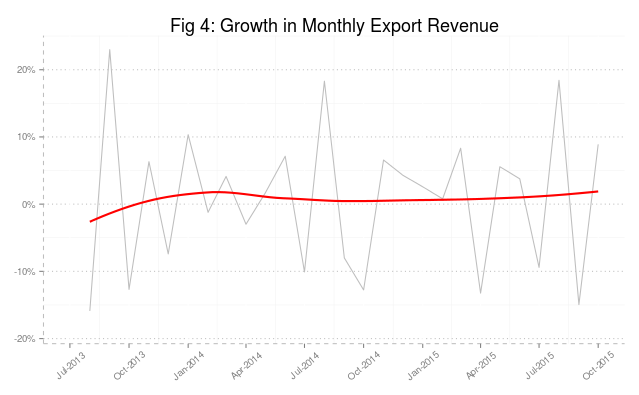 Fig 4: Growth in Monthly Export Revenue
20%
10%
0%
-10%
-20%
Jul-2013
Oct-2013
Jan-2014
Apr-2014
Jul-2014
Oct-2014
Jan-2015
Apr-2015
Jul-2015
Oct-2015